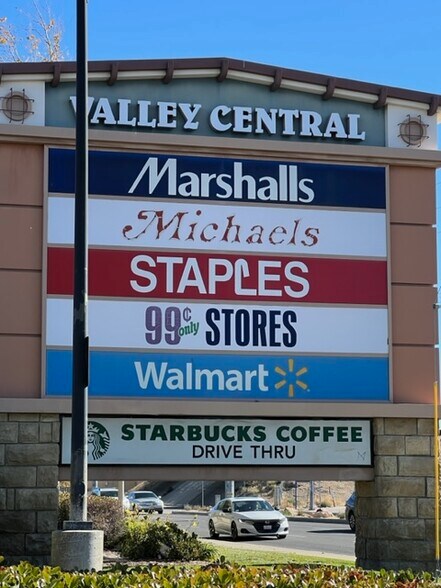 VALLEY CENTRAL
Marshalls
Michaels
STAPLES
99¢ only STORES
Walmart
STARBUCKS COFFEE
DRIVE THRU